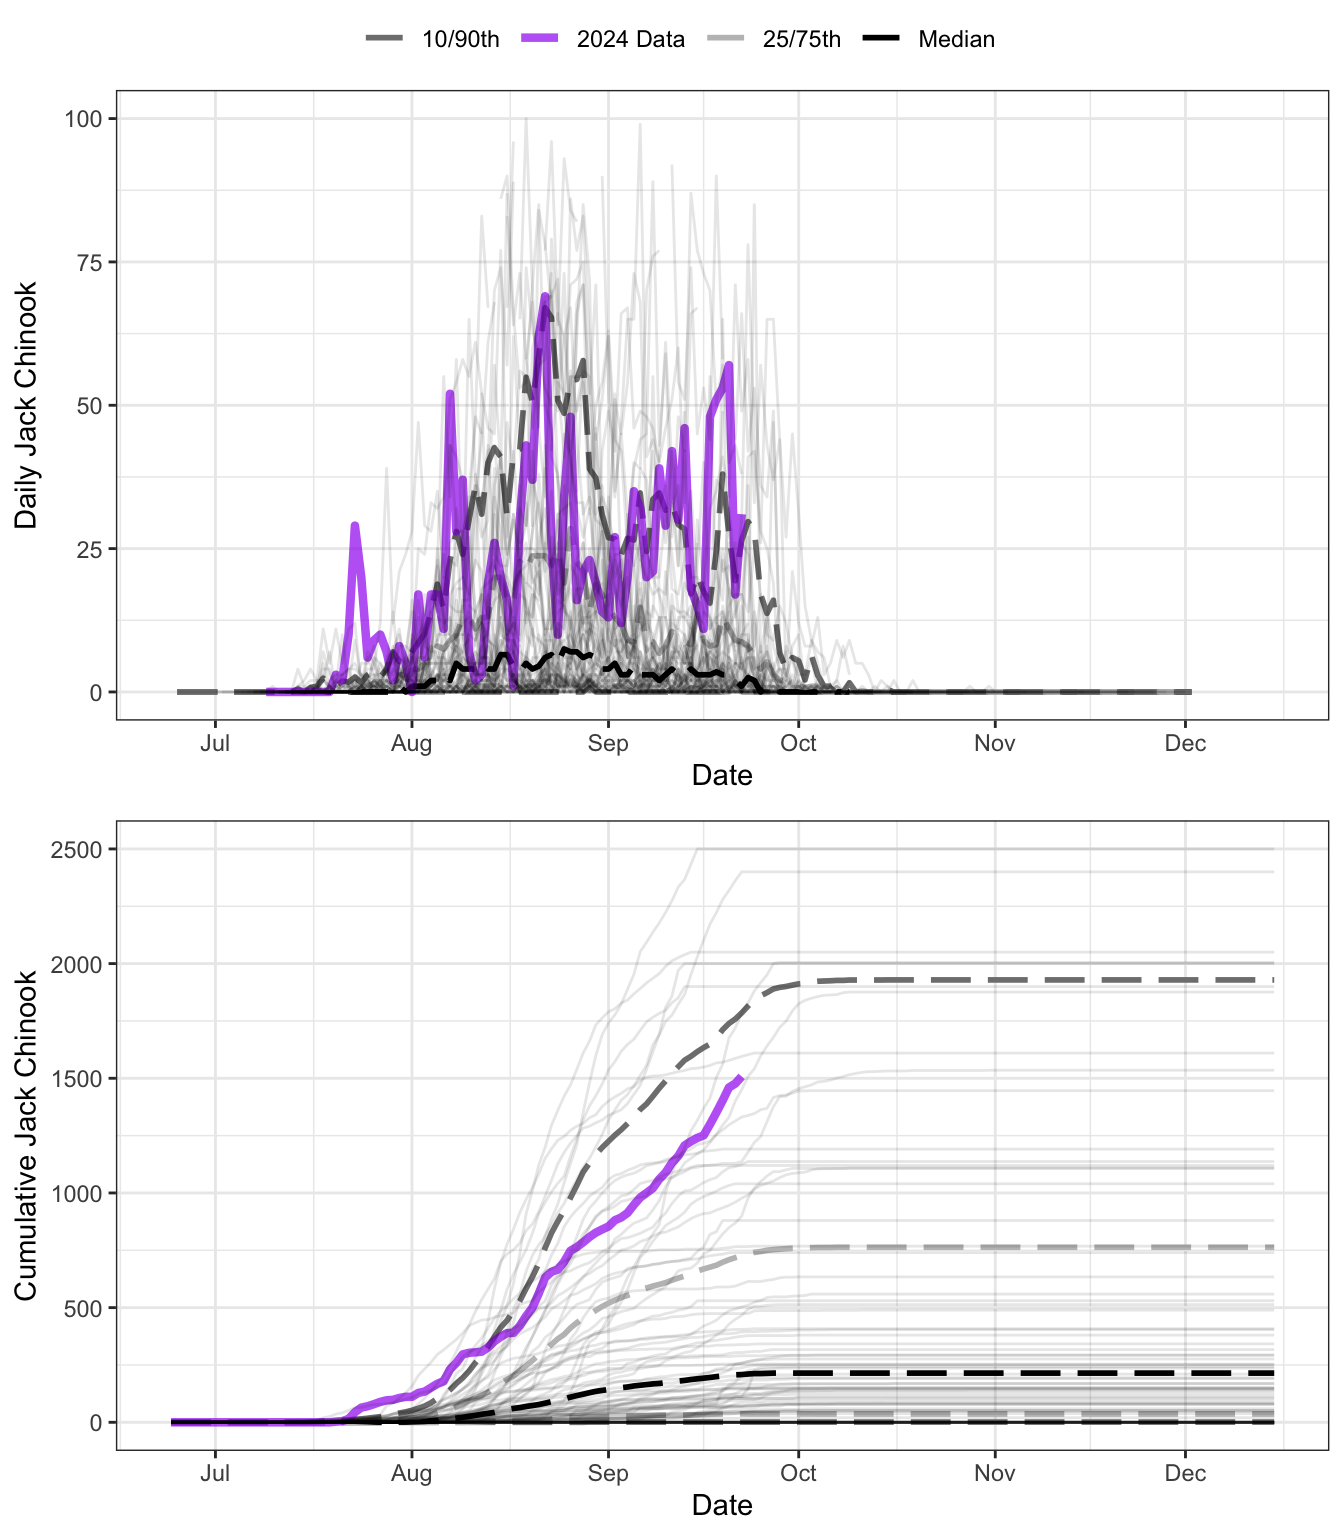 10/90th 2024 Data 25/75th Median
Daily Jack Chinook
100
75
50
25
0
Jul Aug Sep Oct Nov Dec
Date
Cumulative Jack Chinook
2500
2000
1500
1000
500
0
Jul Aug Sep Oct Nov Dec
Date